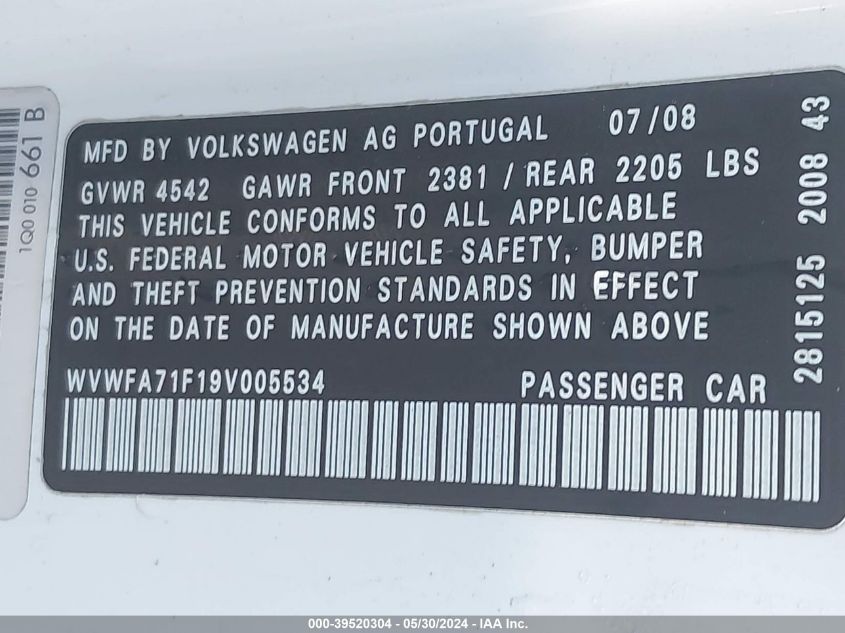 MFD BY VOLKSWAGEN AG PORTUGAL 07/08
GVWR 4542 GAWR FRONT 2381 / REAR 2205 LBS
THIS VEHICLE CONFORMS TO ALL APPLICABLE
U.S. FEDERAL MOTOR VEHICLE SAFETY, BUMPER
AND THEFT PREVENTION STANDARDS IN EFFECT
ON THE DATE OF MANUFACTURE SHOWN ABOVE
WVWFA71F19V005534 PASSENGER CAR
2815125 2008 43
1Q0 010 661 B
000-39520304 - 05/30/2024 - IAA Inc.